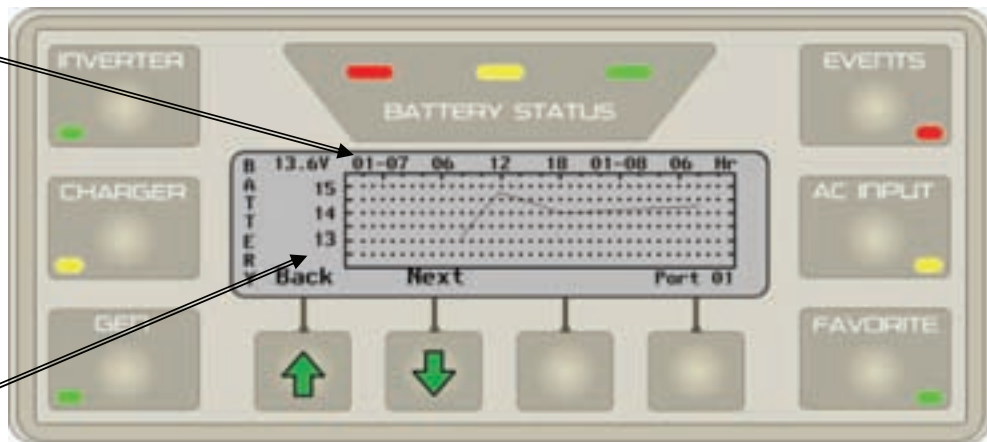 INVERTER
EVENTS
BATTERY STATUS
CHARGER
AC INPUT
BATTERY
13.6V 01-07 06 12 18 01-08 06 Hr
15
14
13
Back Next Port 01
GEN
FAVORITE